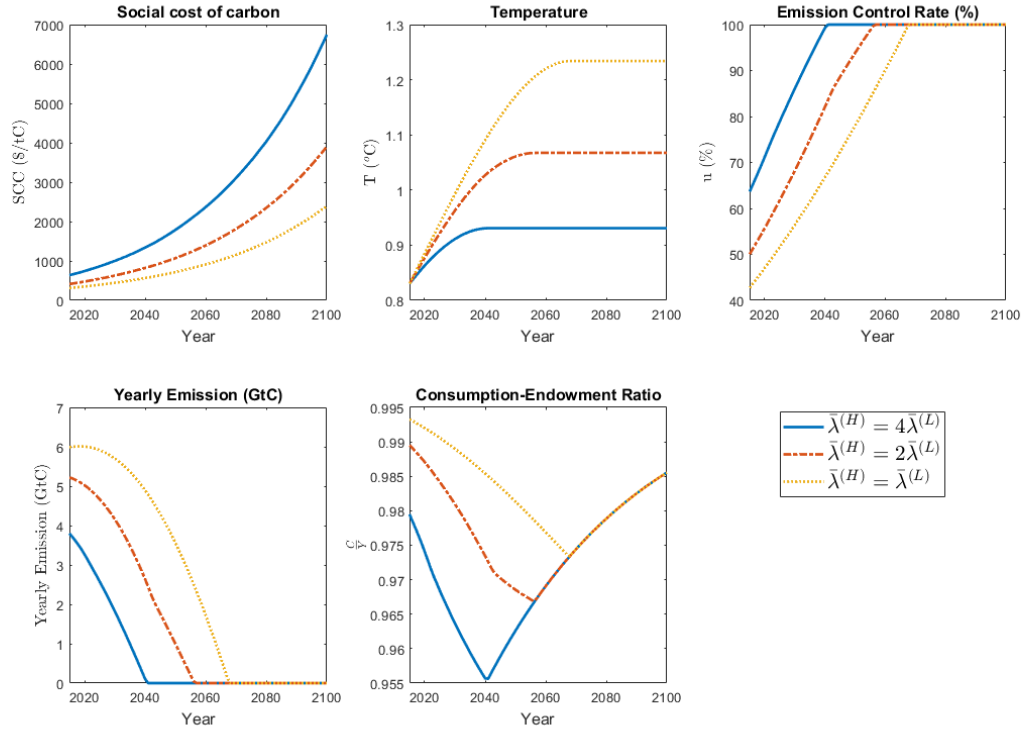 Social cost of carbon
7000
6000
5000
4000
3000
2000
1000
0
SCC ($/tC)
2020 2040 2060 2080 2100
Year
Temperature
1.3
1.2
1.1
1
0.9
0.8
T (°C)
2020 2040 2060 2080 2100
Year
Emission Control Rate (%)
100
90
80
70
60
50
40
u (%)
2020 2040 2060 2080 2100
Year
Yearly Emission (GtC)
7
6
5
4
3
2
1
0
Yearly Emission (GtC)
2020 2040 2060 2080 2100
Year
Consumption-Endowment Ratio
0.995
0.99
0.985
0.98
0.975
0.97
0.965
0.96
0.955
C/Y
2020 2040 2060 2080 2100
Year
λ̄^(H) = 4λ̄^(L)
λ̄^(H) = 2λ̄^(L)
λ̄^(H) = λ̄^(L)